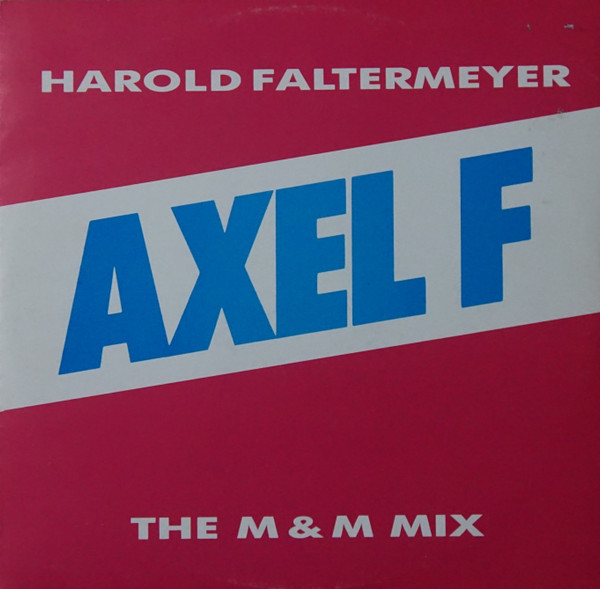 HAROLD FALTERMEYER
AXEL F
THE M & M MIX